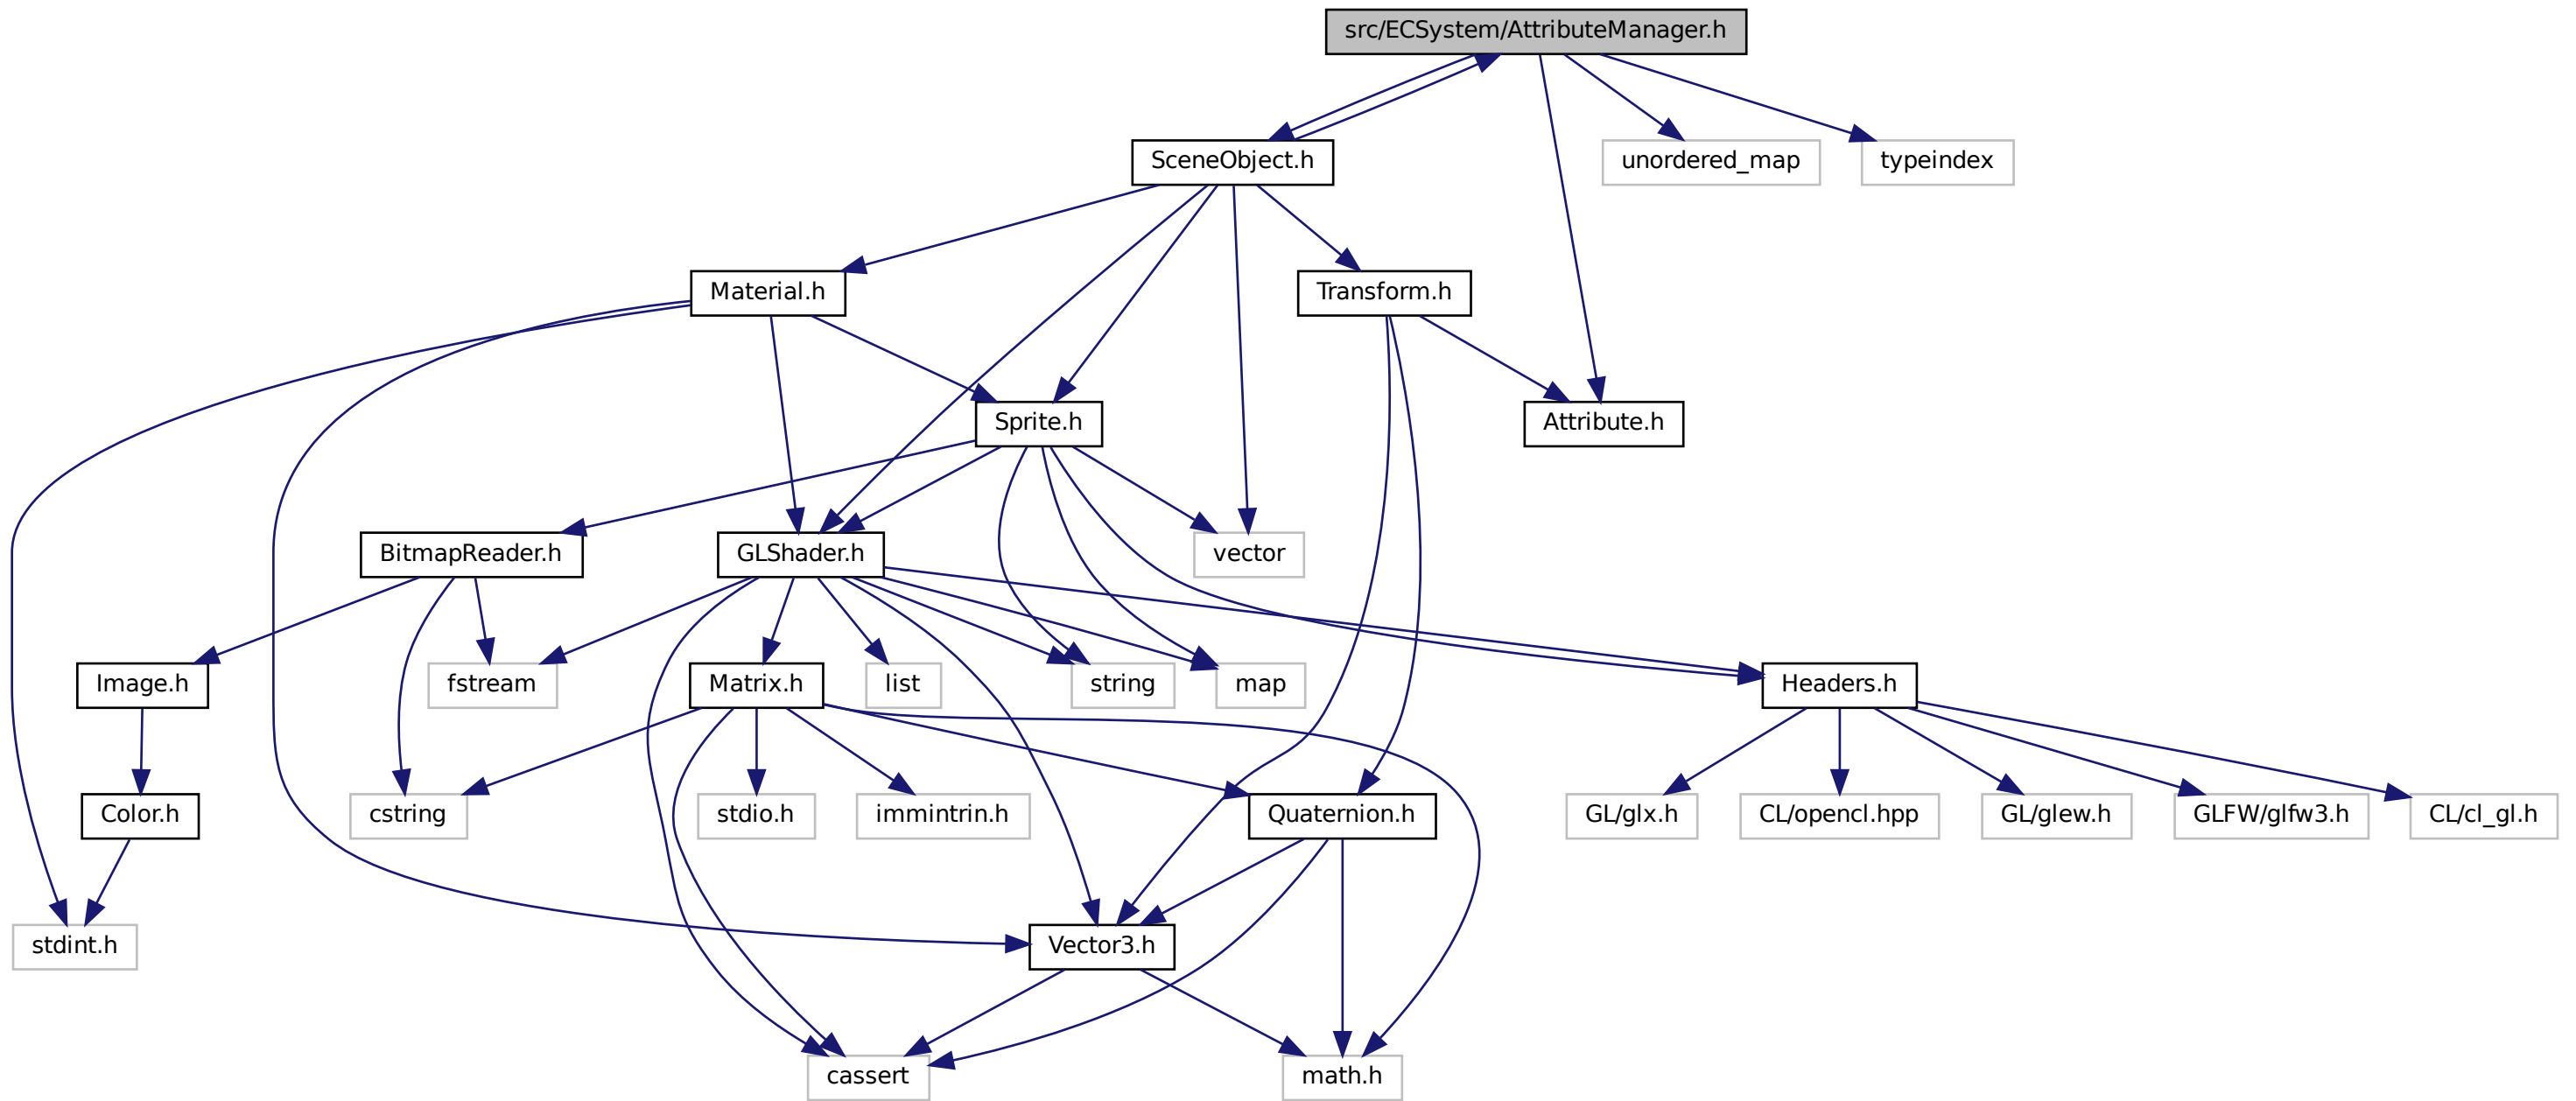 src/ECSystem/AttributeManager.h
SceneObject.h
unordered_map
typeindex
Material.h
Transform.h
Sprite.h
Attribute.h
BitmapReader.h
GLShader.h
vector
Image.h
fstream
Matrix.h
list
string
map
Headers.h
Color.h
cstring
stdio.h
immintrin.h
Quaternion.h
GL/glx.h
CL/opencl.hpp
GL/glew.h
GLFW/glfw3.h
CL/cl_gl.h
stdint.h
Vector3.h
cassert
math.h